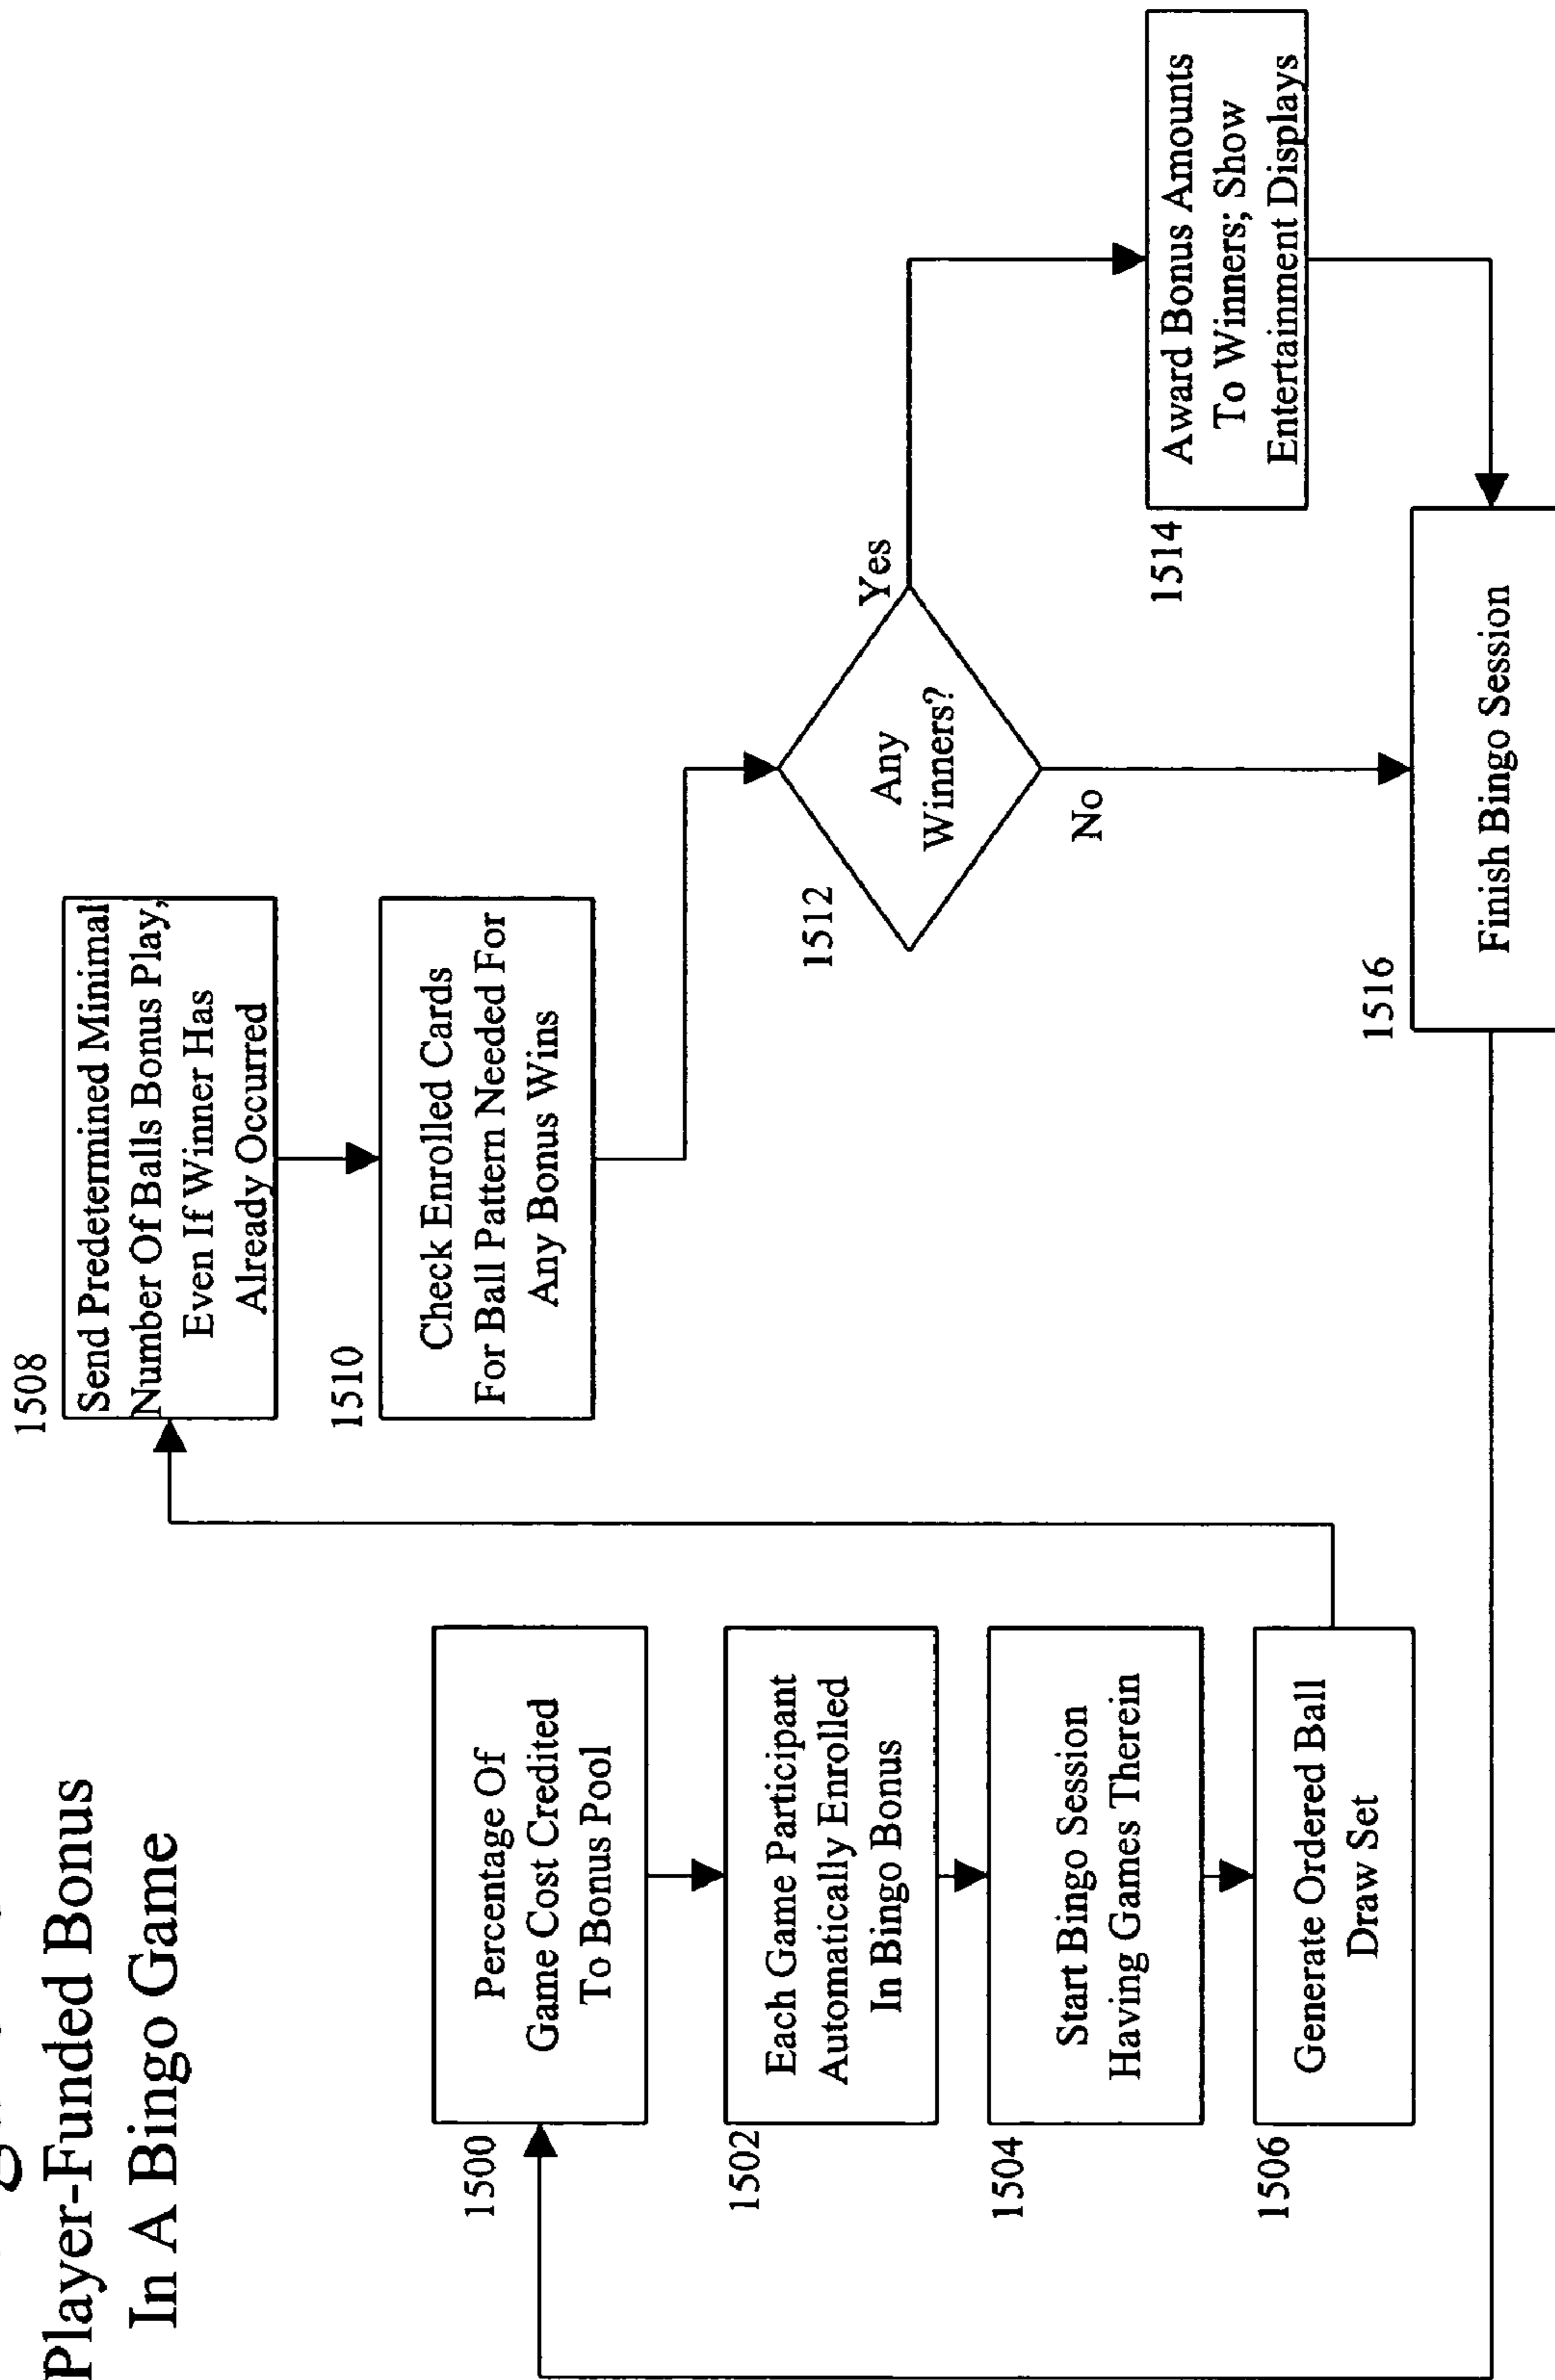 Player-Funded Bonus
In A Bingo Game
1500
Percentage Of
Game Cost Credited
To Bonus Pool
1502
Each Game Participant
Automatically Enrolled
In Bingo Bonus
1504
Start Bingo Session
Having Games Therein
1506
Generate Ordered Ball
Draw Set
1508
Send Predetermined Minimal
Number Of Balls Bonus Play,
Even If Winner Has
Already Occurred
1510
Check Enrolled Cards
For Ball Pattern Needed For
Any Bonus Wins
1512
Any
Winners?
Yes
No
1514
Award Bonus Amounts
To Winners; Show
Entertainment Displays
1516
Finish Bingo Session